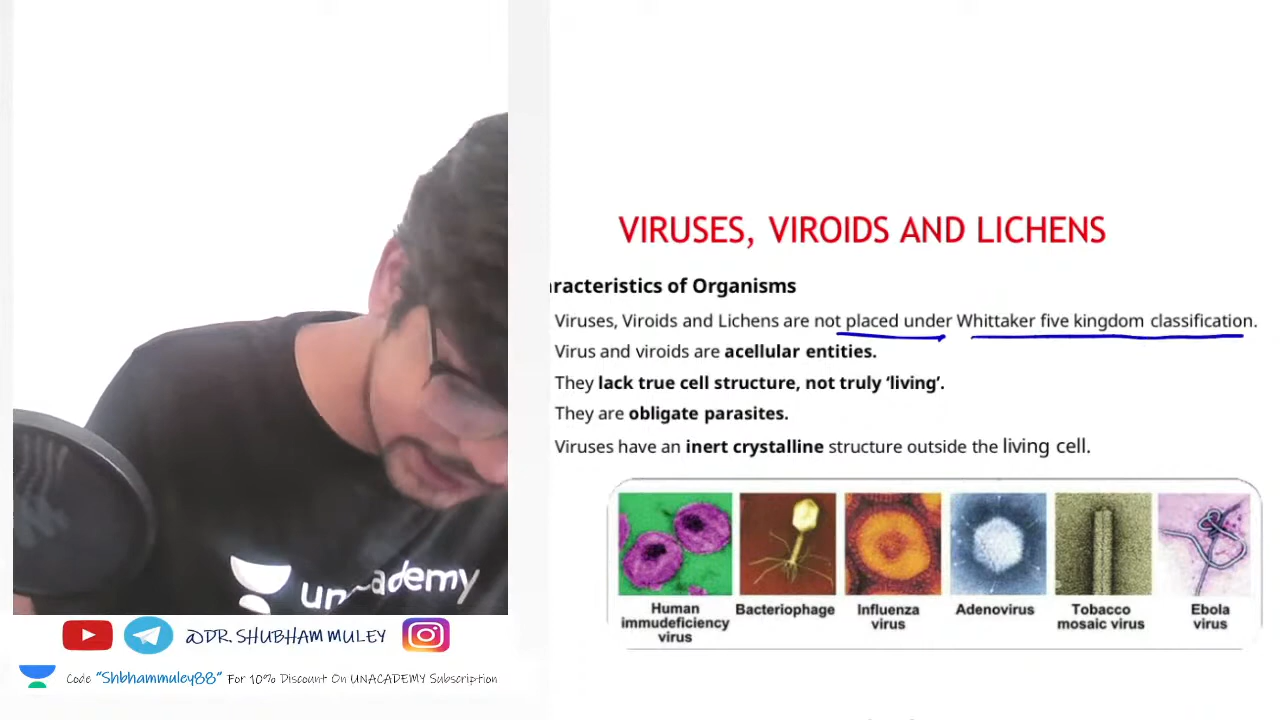 VIRUSES, VIROIDS AND LICHENS
aracteristics of Organisms
Viruses, Viroids and Lichens are not placed under Whittaker five kingdom classification.
Virus and viroids are acellular entities.
They lack true cell structure, not truly ‘living’.
They are obligate parasites.
Viruses have an inert crystalline structure outside the living cell.
Human immudeficiency virus
Bacteriophage
Influenza virus
Adenovirus
Tobacco mosaic virus
Ebola virus
unacademy
@DR. SHUBHAM MULEY
Code "Shbhammuley88" For 10% Discount On UNACADEMY Subscription